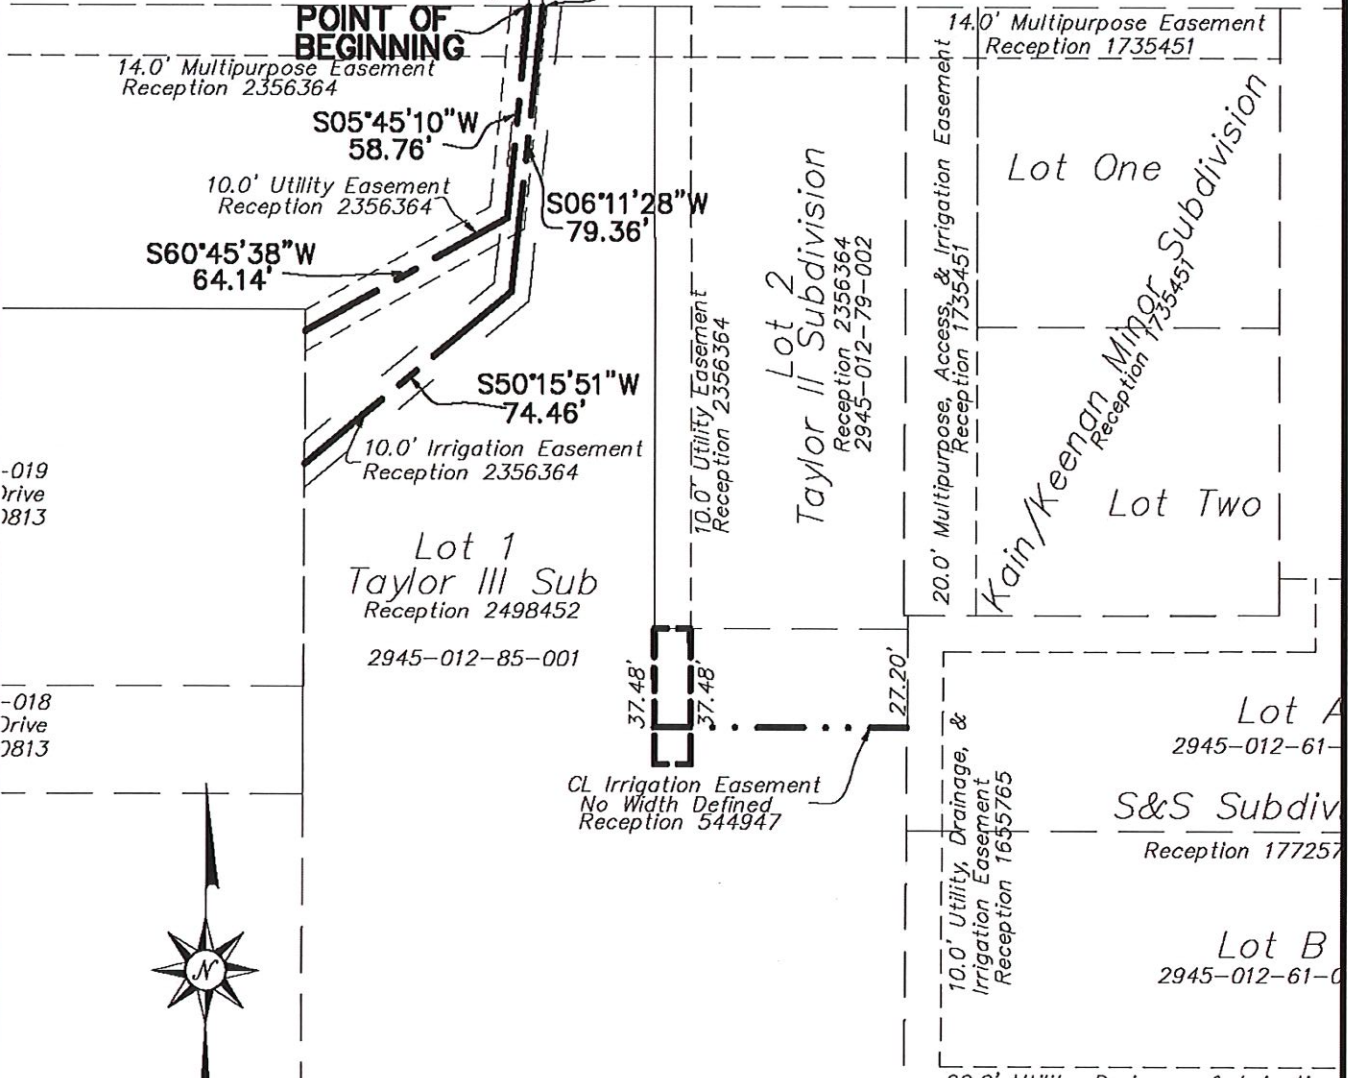 POINT OF
BEGINNING
14.0' Multipurpose Easement
Reception 2356364
S05°45'10"W
58.76'
10.0' Utility Easement
Reception 2356364
S60°45'38"W
64.14'
S06°11'28"W
79.36'
S50°15'51"W
74.46'
10.0' Irrigation Easement
Reception 2356364
-019
Drive
0813
Lot 1
Taylor III Sub
Reception 2498452
2945-012-85-001
-018
Drive
0813
10.0' Utility Easement
Reception 2356364
Lot 2
Taylor II Subdivision
Reception 2356364
2945-012-79-002
20.0' Multipurpose, Access, & Irrigation Easement
Reception 1735451
14.0' Multipurpose Easement
Reception 1735451
Lot One
Kain/Keenan Minor Subdivision
Reception 1735451
Lot Two
37.48'
37.48'
27.20'
CL Irrigation Easement
No Width Defined
Reception 544947
10.0' Utility, Drainage, &
Irrigation Easement
Reception 1655765
Lot A
2945-012-61-
S&S Subdiv
Reception 177257
Lot B
2945-012-61-0
N